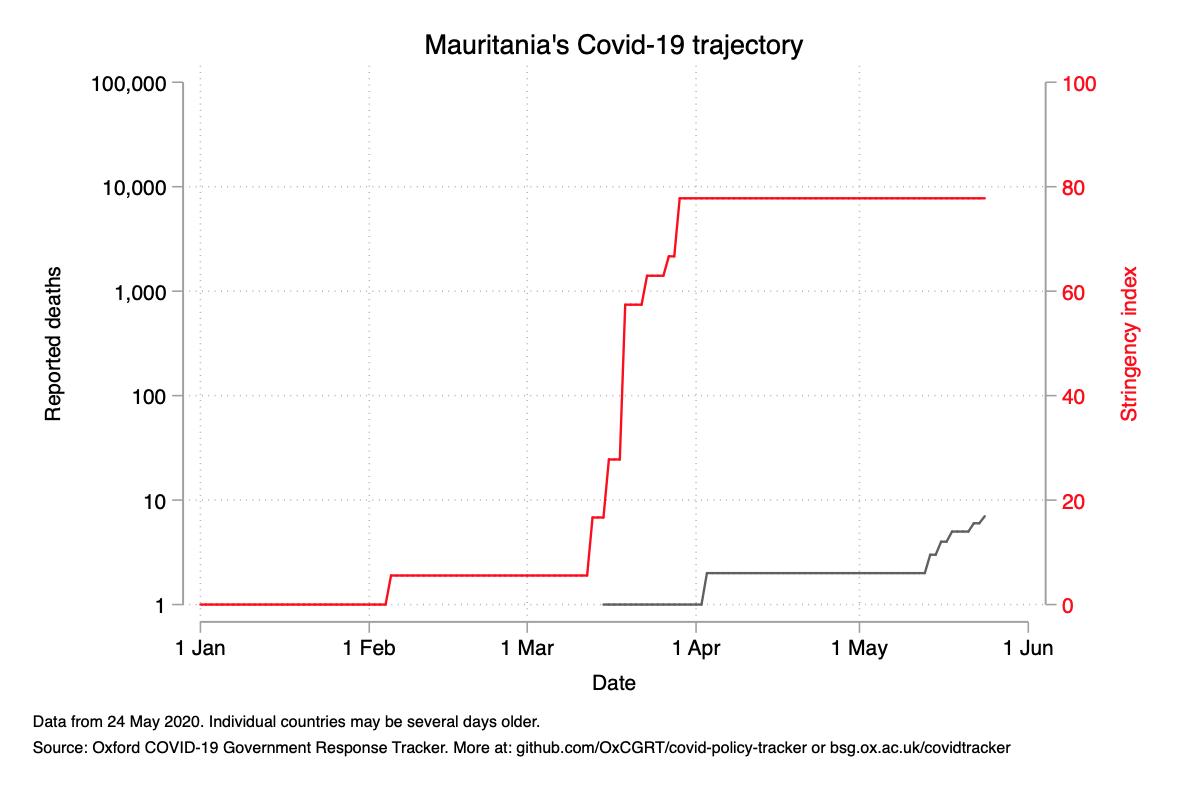 Mauritania's Covid-19 trajectory
100,000
10,000
1,000
100
10
1
Reported deaths
100
80
60
40
20
0
Stringency index
1 Jan
1 Feb
1 Mar
1 Apr
1 May
1 Jun
Date
Data from 24 May 2020. Individual countries may be several days older.
Source: Oxford COVID-19 Government Response Tracker. More at: github.com/OxCGRT/covid-policy-tracker or bsg.ox.ac.uk/covidtracker